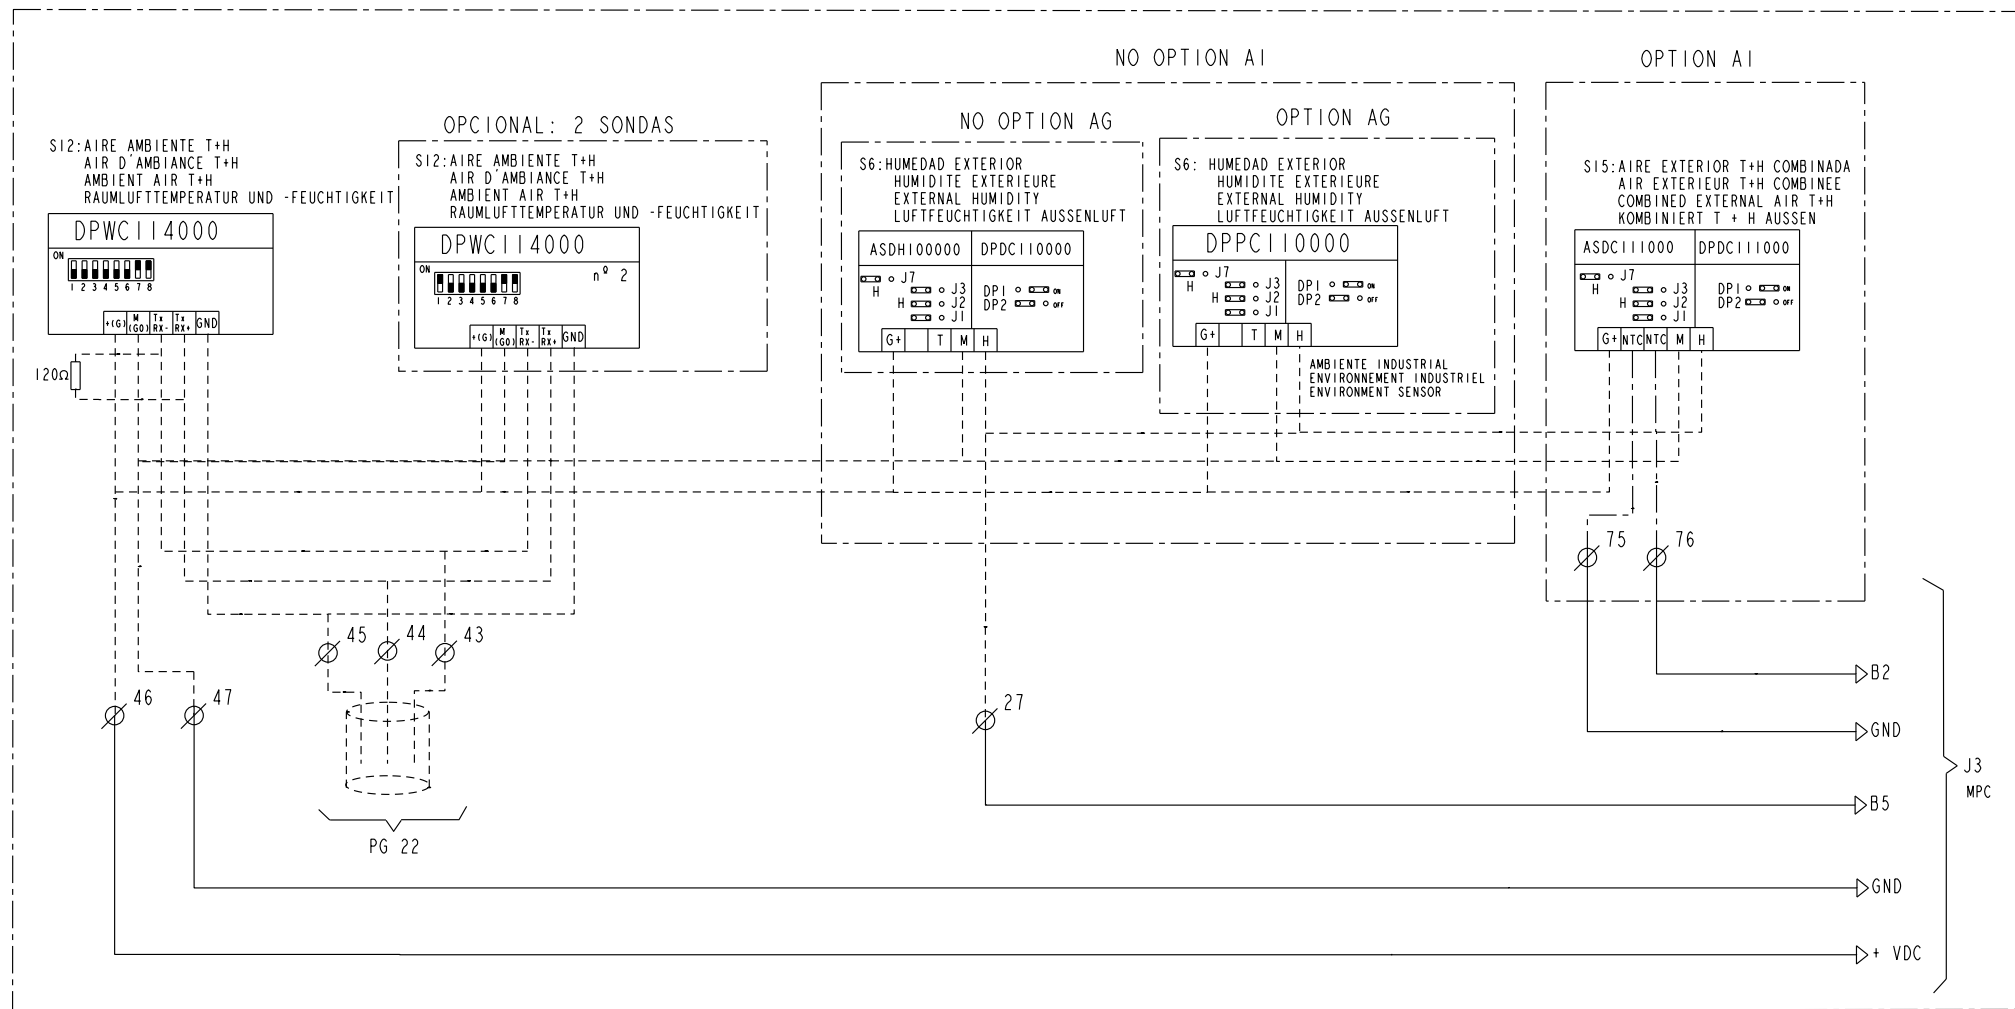 NO OPTION AI
OPTION AI
OPCIONAL: 2 SONDAS
NO OPTION AG
OPTION AG
S12:AIRE AMBIENTE T+H
AIR D'AMBIANCE T+H
AMBIENT AIR T+H
RAUMLUFTTEMPERATUR UND -FEUCHTIGKEIT
DPWC114000
ON
1 2 3 4 5 6 7 8
+(G) M (G0) Tx RX- Tx RX+ GND
120Ω
S12:AIRE AMBIENTE T+H
AIR D'AMBIANCE T+H
AMBIENT AIR T+H
RAUMLUFTTEMPERATUR UND -FEUCHTIGKEIT
DPWC114000
ON
nº 2
1 2 3 4 5 6 7 8
+(G) M (G0) Tx RX- Tx RX+ GND
S6:HUMEDAD EXTERIOR
HUMIDITE EXTERIEURE
EXTERNAL HUMIDITY
LUFTFEUCHTIGKEIT AUSSENLUFT
ASDH100000 DPDC110000
J7
H
J3
H J2
J1
DP1 ON
DP2 OFF
G+ T M H
S6: HUMEDAD EXTERIOR
HUMIDITE EXTERIEURE
EXTERNAL HUMIDITY
LUFTFEUCHTIGKEIT AUSSENLUFT
DPPC110000
J7
H
J3
H J2
J1
DP1 ON
DP2 OFF
G+ T M H
AMBIENTE INDUSTRIAL
ENVIRONNEMENT INDUSTRIEL
ENVIRONMENT SENSOR
S15:AIRE EXTERIOR T+H COMBINADA
AIR EXTERIEUR T+H COMBINEE
COMBINED EXTERNAL AIR T+H
KOMBINIERT T + H AUSSEN
ASDC111000 DPDC111000
J7
H
J3
H J2
J1
DP1 ON
DP2 OFF
G+ NTC NTC M H
75 76
45 44 43
46 47
27
PG 22
B2
GND
B5
GND
+ VDC
J3
MPC